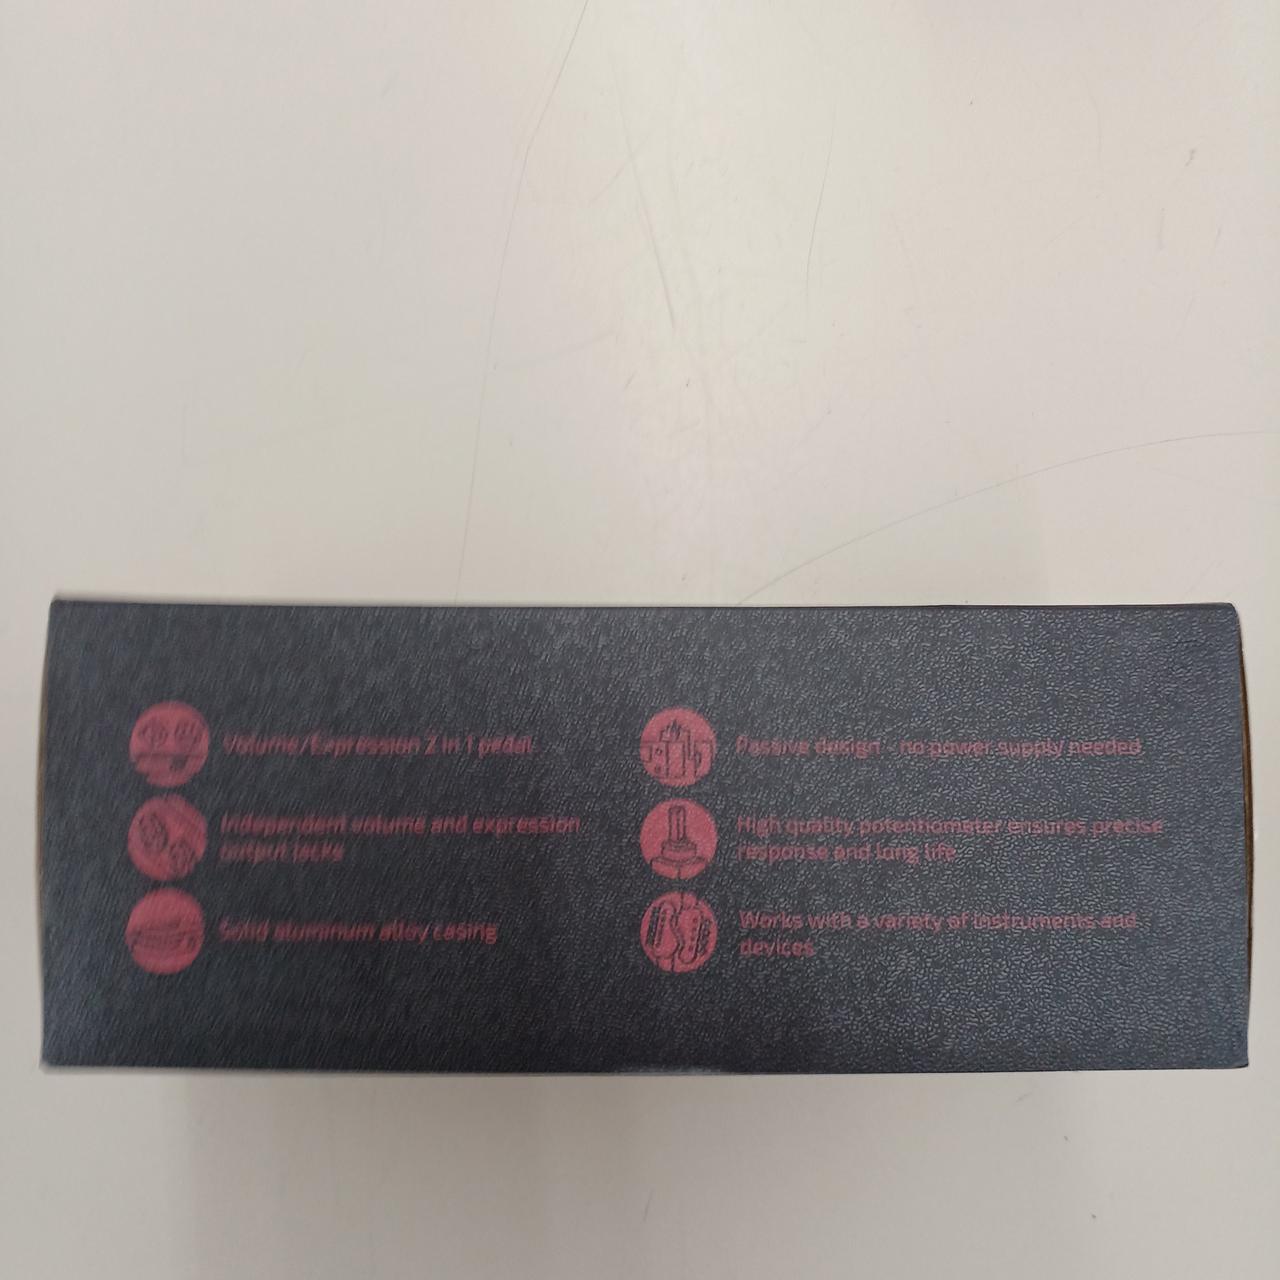 Volume/Expression 2 in 1 pedal
Independent volume and expression
output jacks
Solid aluminum alloy casing
Passive design - no power supply needed
High quality potentiometer ensures precise
response and long life
Works with a variety of instruments and
devices